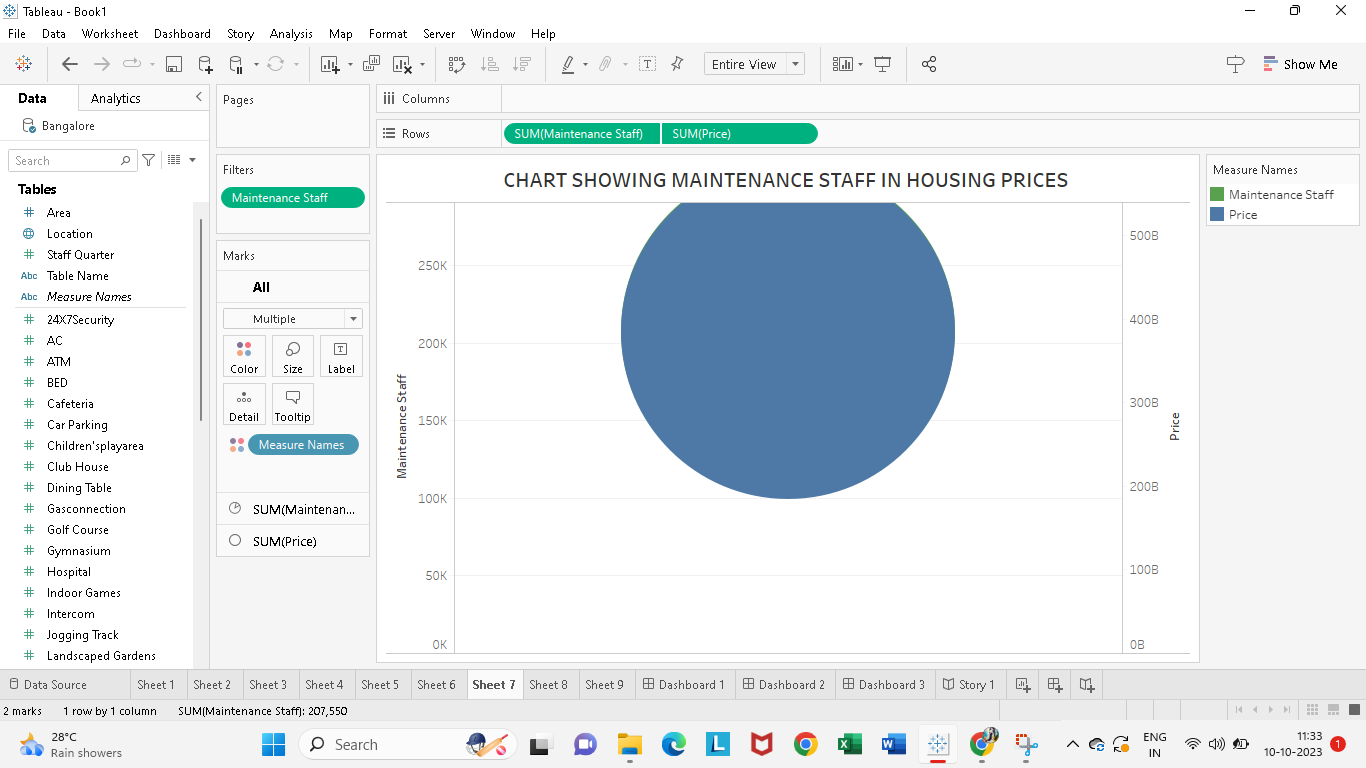 Tableau - Book1
File Data Worksheet Dashboard Story Analysis Map Format Server Window Help
Entire View
Show Me
Data Analytics
Bangalore
Search
Tables
Area
Location
Staff Quarter
Abc Table Name
Abc Measure Names
24X7Security
AC
ATM
BED
Cafeteria
Car Parking
Children'splayarea
Club House
Dining Table
Gasconnection
Golf Course
Gymnasium
Hospital
Indoor Games
Intercom
Jogging Track
Landscaped Gardens
Pages
Filters
Maintenance Staff
Marks
All
Multiple
Color Size Label
Detail Tooltip
Measure Names
SUM(Maintenan...
SUM(Price)
Columns
Rows SUM(Maintenance Staff) SUM(Price)
CHART SHOWING MAINTENANCE STAFF IN HOUSING PRICES
Maintenance Staff
250K
200K
150K
100K
50K
0K
500B
400B
300B
200B
100B
0B
Price
Measure Names
Maintenance Staff
Price
Data Source Sheet 1 Sheet 2 Sheet 3 Sheet 4 Sheet 5 Sheet 6 Sheet 7 Sheet 8 Sheet 9 Dashboard 1 Dashboard 2 Dashboard 3 Story 1
2 marks 1 row by 1 column SUM(Maintenance Staff): 207,550
28°C
Rain showers
Search
ENG
IN
11:33
10-10-2023
1